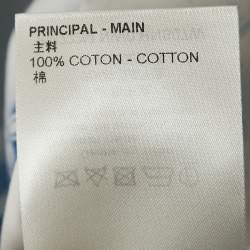 PRINCIPAL - MAIN
主料
100% COTON - COTTON
棉